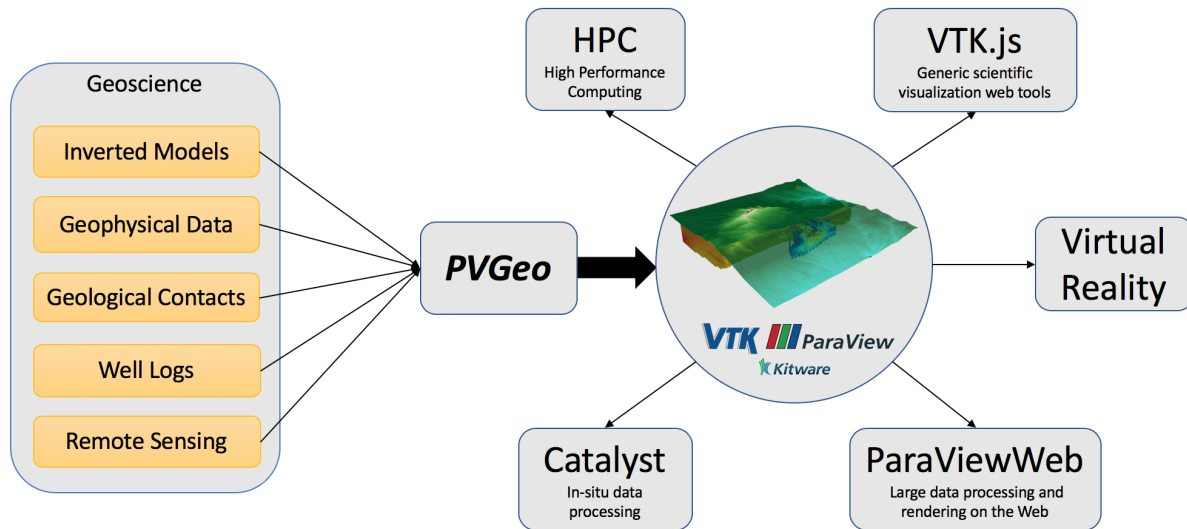 Geoscience
Inverted Models
Geophysical Data
Geological Contacts
Well Logs
Remote Sensing
PVGeo
HPC
High Performance
Computing
VTK.js
Generic scientific
visualization web tools
VTK ParaView
Kitware
Virtual
Reality
Catalyst
In-situ data
processing
ParaViewWeb
Large data processing and
rendering on the Web